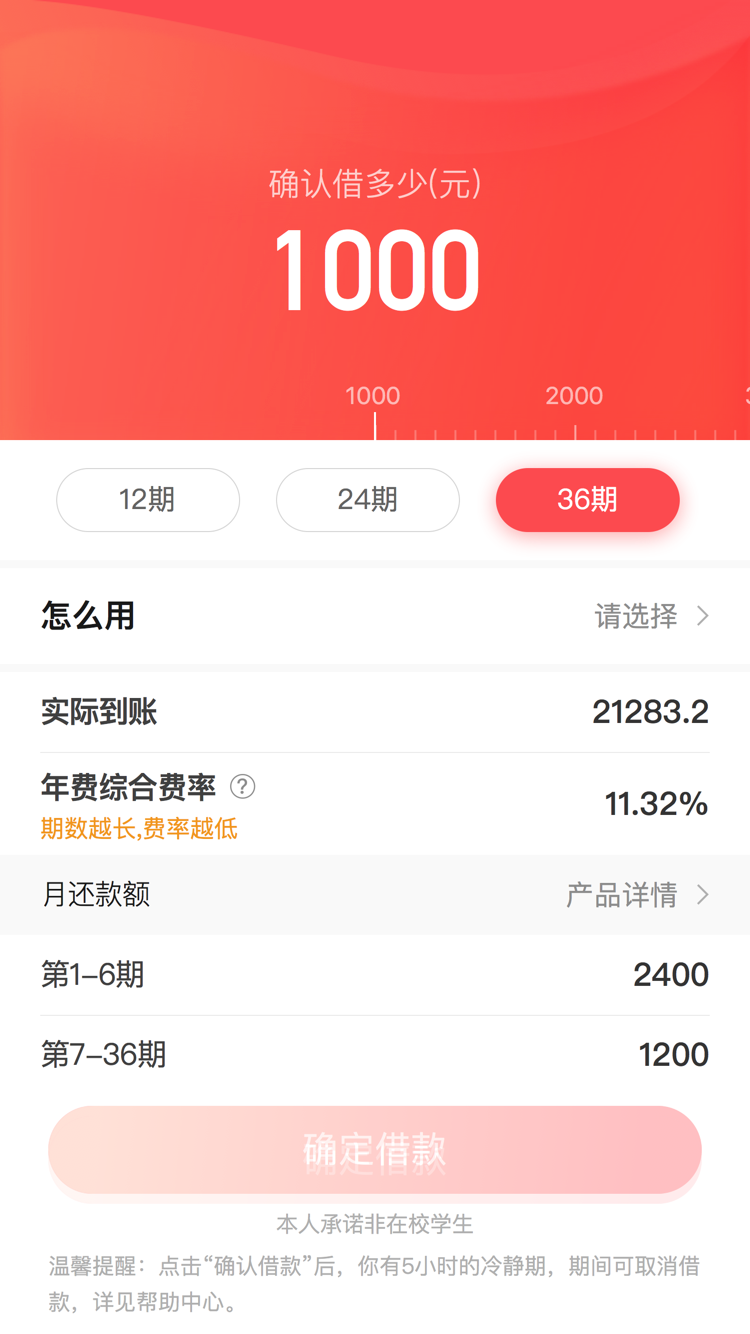 确认借多少(元)
1000
1000 2000
12期 24期 36期
怎么用 请选择
实际到账 21283.2
年费综合费率 ?
11.32%
期数越长,费率越低
月还款额 产品详情
第1-6期 2400
第7-36期 1200
确定借款
本人承诺非在校学生
温馨提醒：点击“确认借款”后，你有5小时的冷静期，期间可取消借
款，详见帮助中心。